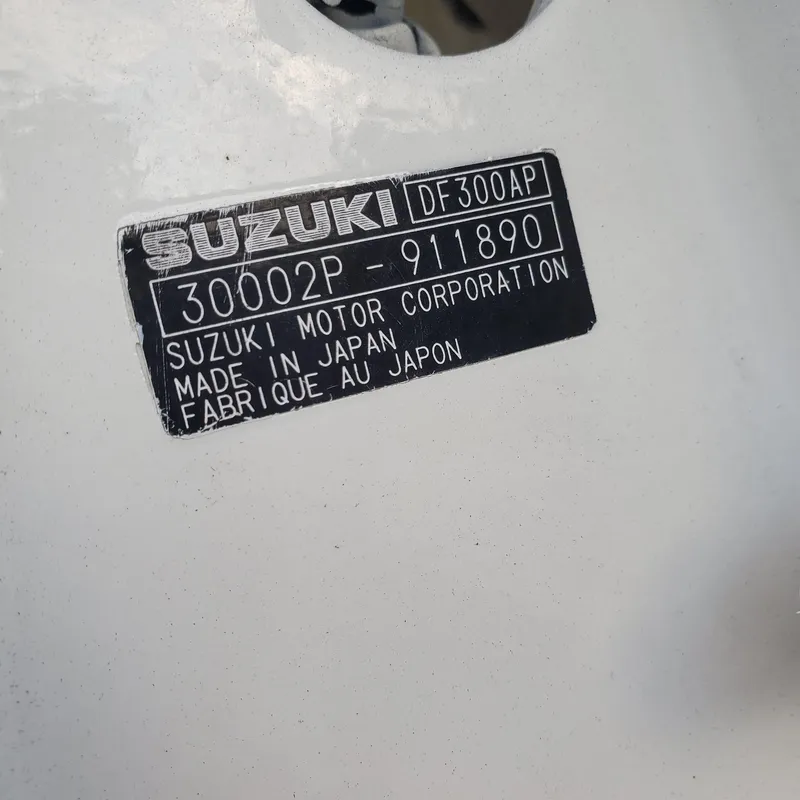 SUZUKI DF300AP
30002P - 911890
SUZUKI MOTOR CORPORATION
MADE IN JAPAN
FABRIQUE AU JAPON